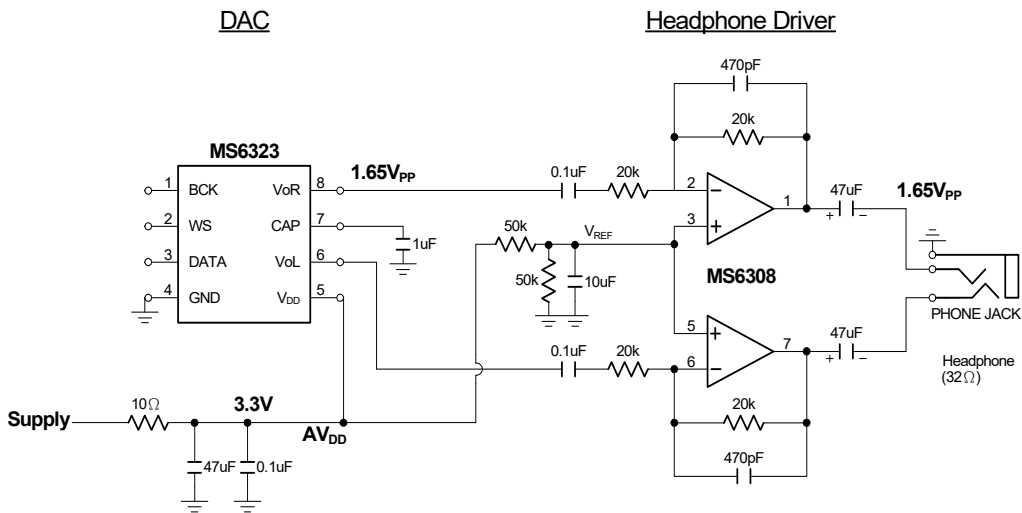 DAC
Headphone Driver
470pF
20k
MS6323
1.65VPP
0.1uF
20k
47uF
1.65VPP
1
BCK
VoR
8
2
1
2
WS
CAP
7
50k
VREF
3
1uF
3
DATA
VoL
6
50k
10uF
MS6308
4
GND
VDD
5
PHONE JACK
5
47uF
0.1uF
20k
6
7
Headphone
(32Ω)
10Ω
3.3V
20k
Supply
AVDD
47uF
0.1uF
470pF
+
−
+
−
−
+
+
−